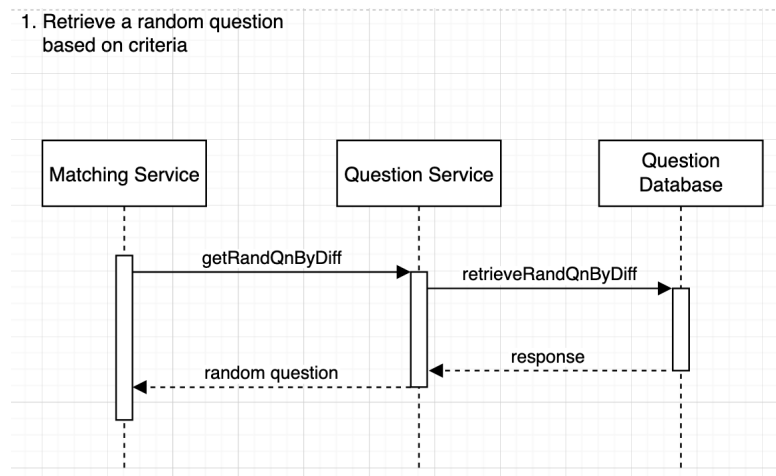 1. Retrieve a random question
based on criteria
Matching Service
Question Service
Question
Database
getRandQnByDiff
retrieveRandQnByDiff
response
random question